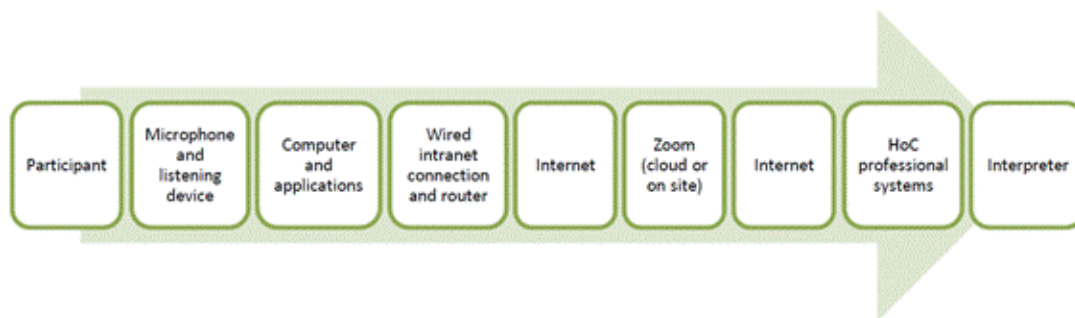 Participant
Microphone
and
listening
device
Computer
and
applications
Wired
intranet
connection
and router
Internet
Zoom
(cloud or
on site)
Internet
HoC
professional
systems
Interpreter